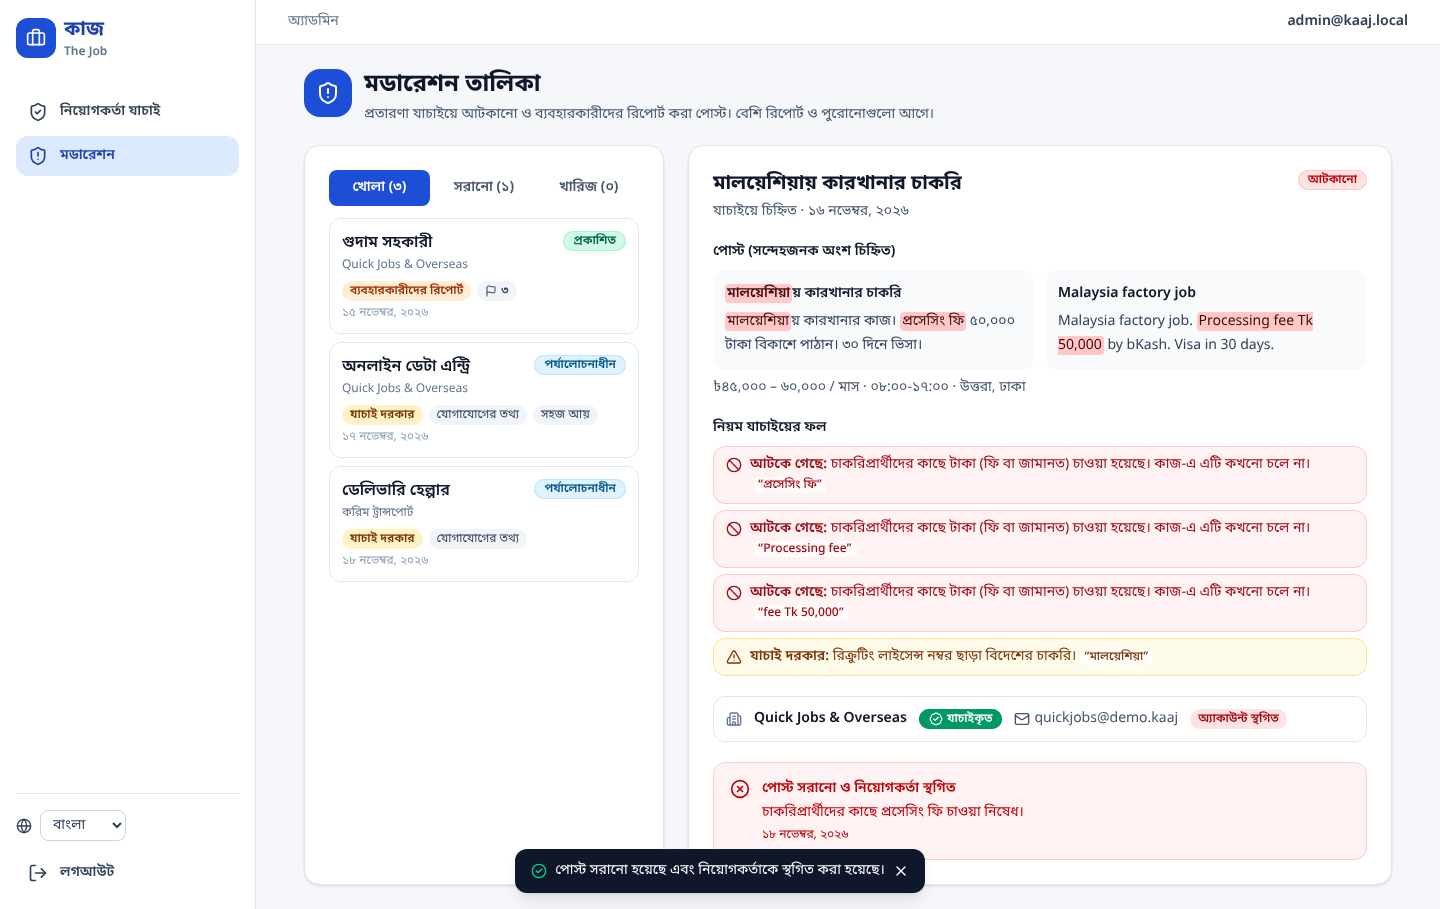 কাজ
The Job
নিয়োগকর্তা যাচাই
মডারেশন
বাংলা
লগআউট
অ্যাডমিন
admin@kaaj.local
মডারেশন তালিকা
প্রতারণা যাচাইয়ে আটকানো ও ব্যবহারকারীদের রিপোর্ট করা পোস্ট। বেশি রিপোর্ট ও পুরোনোগুলো আগে।
খোলা (৩)
সরানো (১)
খারিজ (০)
গুদাম সহকারী
প্রকাশিত
Quick Jobs & Overseas
ব্যবহারকারীদের রিপোর্ট
৩
১৫ নভেম্বর, ২০২৬
অনলাইন ডেটা এন্ট্রি
পর্যালোচনাধীন
Quick Jobs & Overseas
যাচাই দরকার
যোগাযোগের তথ্য
সহজ আয়
১৭ নভেম্বর, ২০২৬
ডেলিভারি হেল্পার
পর্যালোচনাধীন
করিম ট্রান্সপোর্ট
যাচাই দরকার
যোগাযোগের তথ্য
১৮ নভেম্বর, ২০২৬
মালয়েশিয়ায় কারখানার চাকরি
আটকানো
যাচাইয়ে চিহ্নিত · ১৬ নভেম্বর, ২০২৬
পোস্ট (সন্দেহজনক অংশ চিহ্নিত)
মালয়েশিয়ায় কারখানার চাকরি
মালয়েশিয়ায় কারখানার কাজ। প্রসেসিং ফি ৫০,০০০
টাকা বিকাশে পাঠান। ৩০ দিনে ভিসা।
Malaysia factory job
Malaysia factory job. Processing fee Tk
50,000 by bKash. Visa in 30 days.
৳৪৫,০০০ – ৬০,০০০ / মাস · ০৮:০০-১৭:০০ · উত্তরা, ঢাকা
নিয়ম যাচাইয়ের ফল
আটকে গেছে: চাকরিপ্রার্থীদের কাছে টাকা (ফি বা জামানত) চাওয়া হয়েছে। কাজ-এ এটি কখনো চলে না।
“প্রসেসিং ফি”
আটকে গেছে: চাকরিপ্রার্থীদের কাছে টাকা (ফি বা জামানত) চাওয়া হয়েছে। কাজ-এ এটি কখনো চলে না।
“Processing fee”
আটকে গেছে: চাকরিপ্রার্থীদের কাছে টাকা (ফি বা জামানত) চাওয়া হয়েছে। কাজ-এ এটি কখনো চলে না।
“fee Tk 50,000”
যাচাই দরকার: রিক্রুটিং লাইসেন্স নম্বর ছাড়া বিদেশের চাকরি। “মালয়েশিয়া”
Quick Jobs & Overseas
যাচাইকৃত
quickjobs@demo.kaaj
অ্যাকাউন্ট স্থগিত
পোস্ট সরানো ও নিয়োগকর্তা স্থগিত
চাকরিপ্রার্থীদের কাছে প্রসেসিং ফি চাওয়া নিষেধ।
১৮ নভেম্বর, ২০২৬
পোস্ট সরানো হয়েছে এবং নিয়োগকর্তাকে স্থগিত করা হয়েছে।